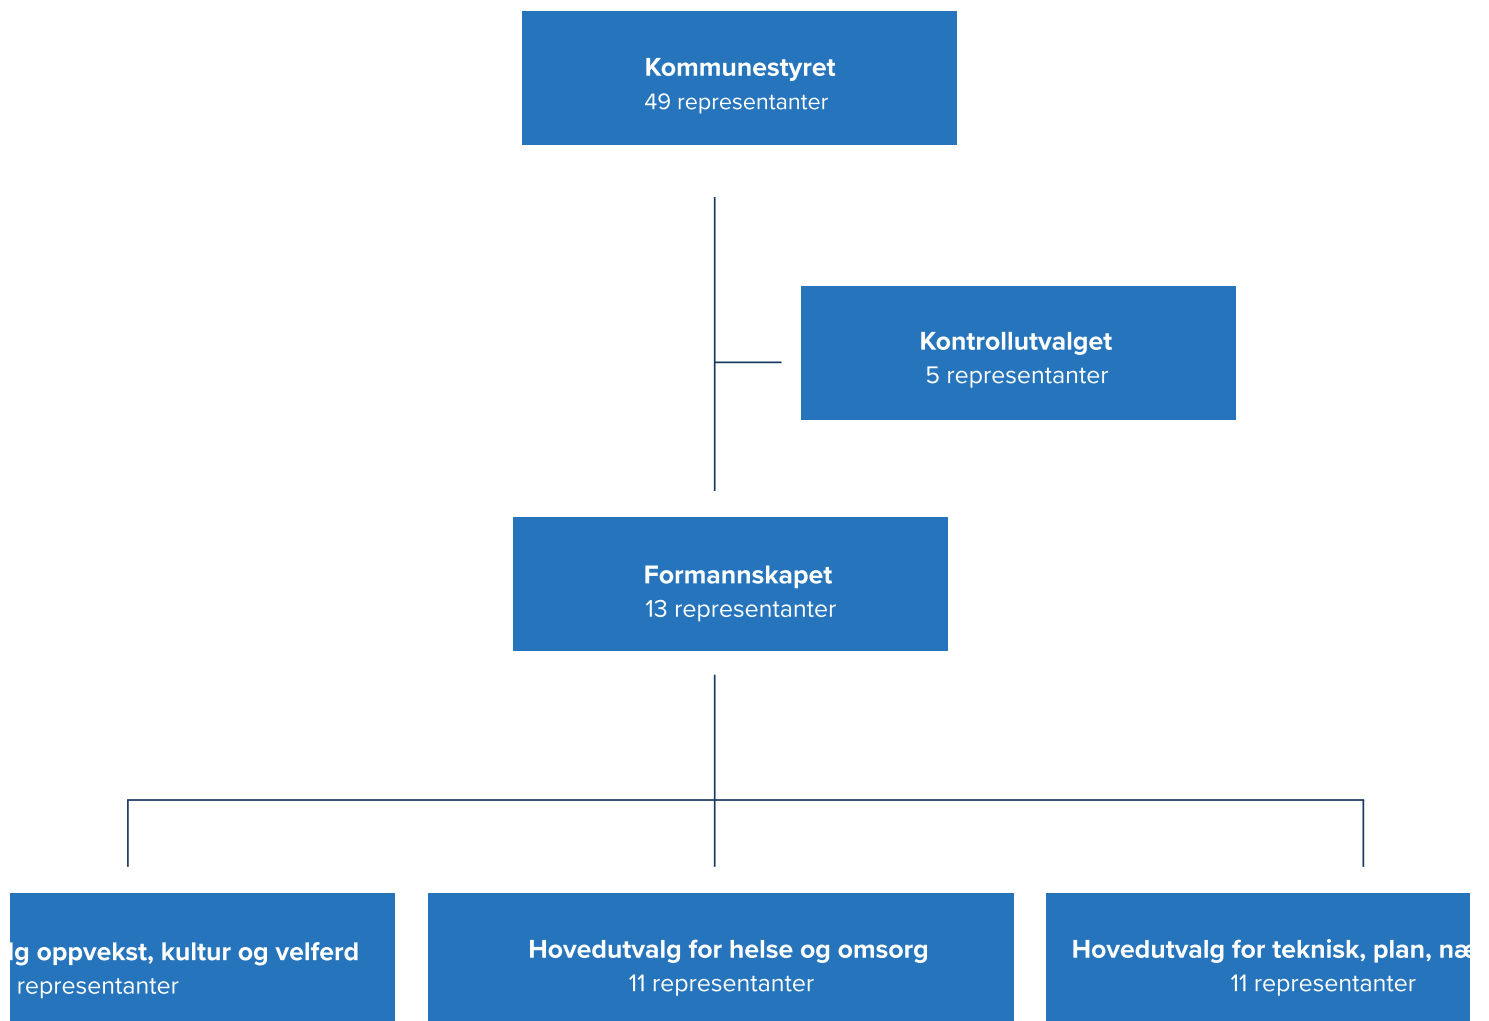 Kommunestyret
49 representanter
Kontrollutvalget
5 representanter
Formannskapet
13 representanter
oppvekst, kultur og velferd
representanter
Hovedutvalg for helse og omsorg
11 representanter
Hovedutvalg for teknisk, plan,
11 representanter